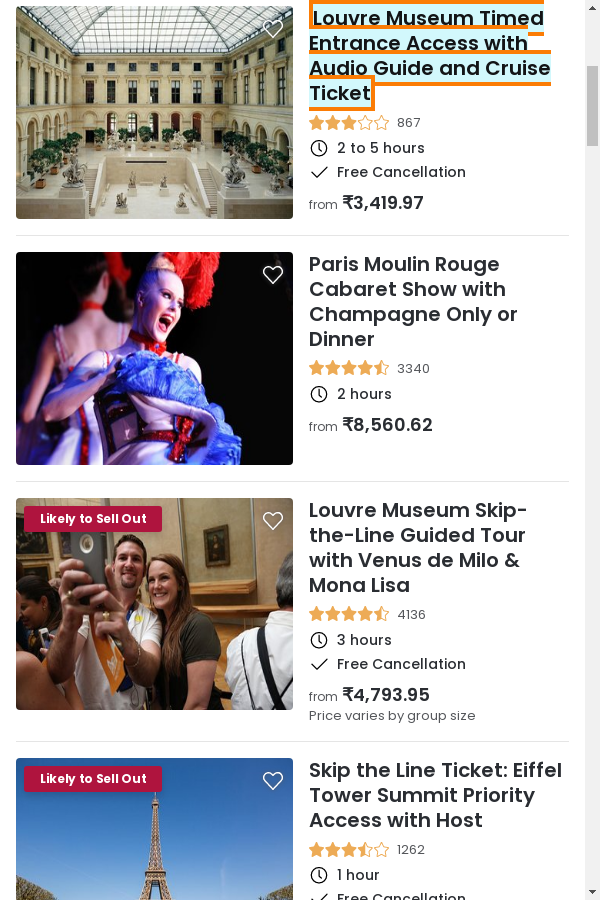 Louvre Museum Timed
Entrance Access with
Audio Guide and Cruise
Ticket
867
2 to 5 hours
Free Cancellation
from ₹3,419.97
Paris Moulin Rouge
Cabaret Show with
Champagne Only or
Dinner
3340
2 hours
from ₹8,560.62
Likely to Sell Out
Louvre Museum Skip-
the-Line Guided Tour
with Venus de Milo &
Mona Lisa
4136
3 hours
Free Cancellation
from ₹4,793.95
Price varies by group size
Likely to Sell Out
Skip the Line Ticket: Eiffel
Tower Summit Priority
Access with Host
1262
1 hour
Free Cancellation